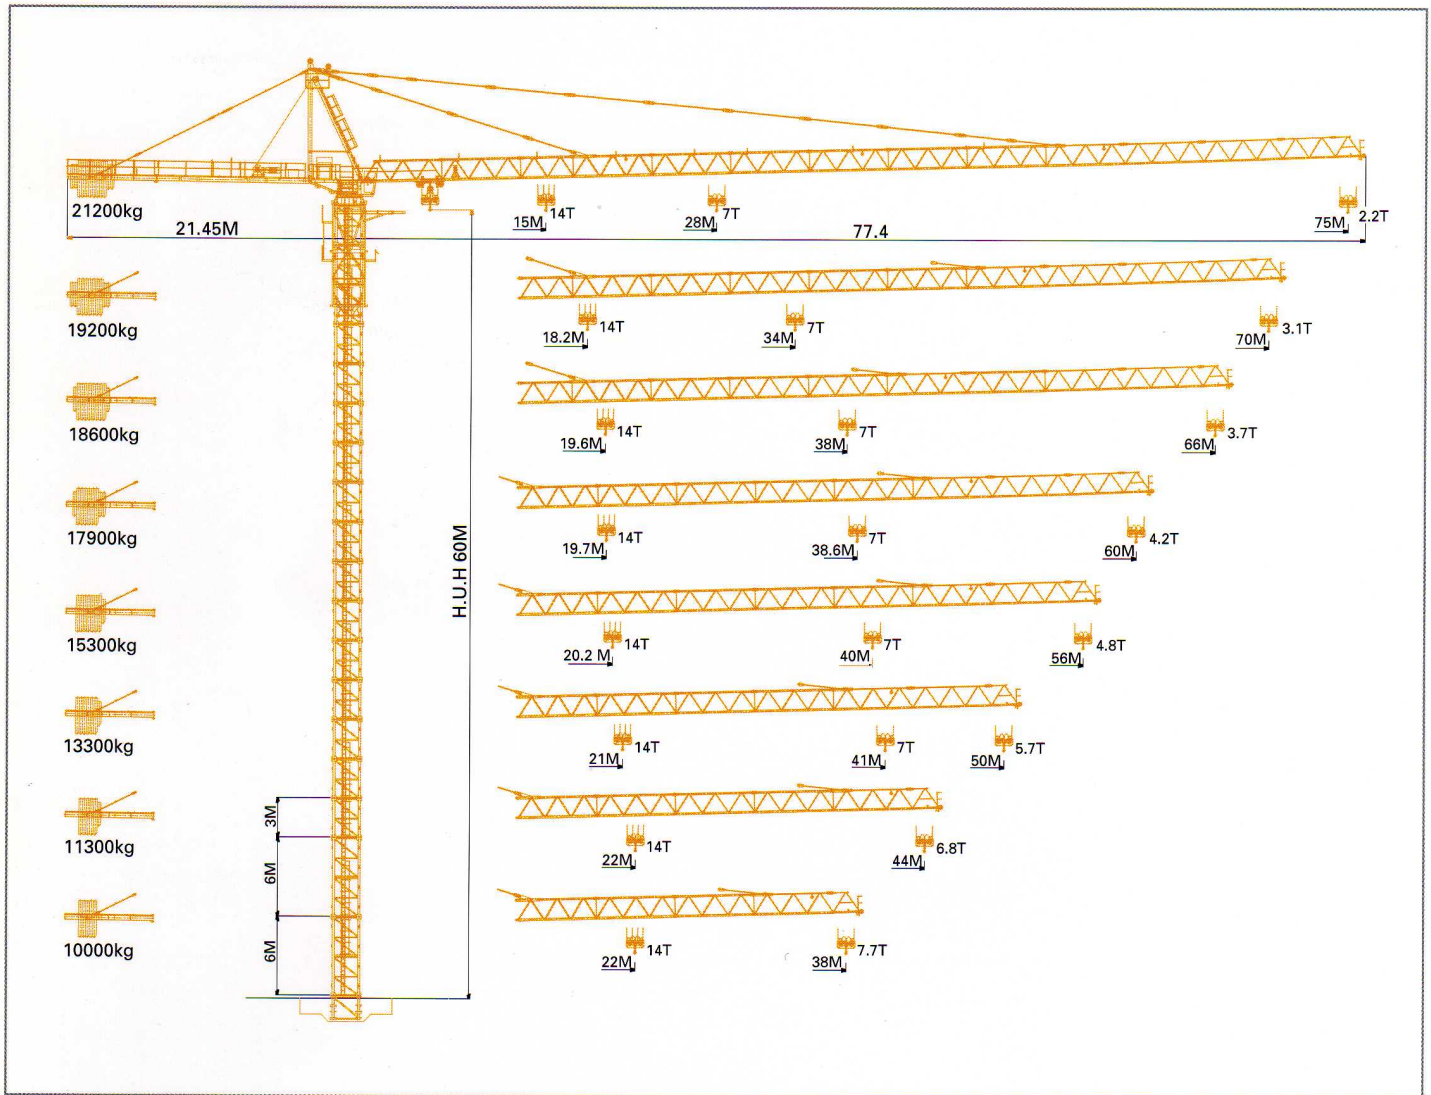 21200kg
21.45M
15M 14T
28M 7T
77.4
75M 2.2T
19200kg
18.2M 14T
34M 7T
70M 3.1T
18600kg
19.6M 14T
38M 7T
66M 3.7T
17900kg
19.7M 14T
38.6M 7T
60M 4.2T
H.U.H 60M
15300kg
20.2 M 14T
40M 7T
56M 4.8T
13300kg
21M 14T
41M 7T
50M 5.7T
11300kg
3M
22M 14T
44M 6.8T
6M
10000kg
6M
22M 14T
38M 7.7T